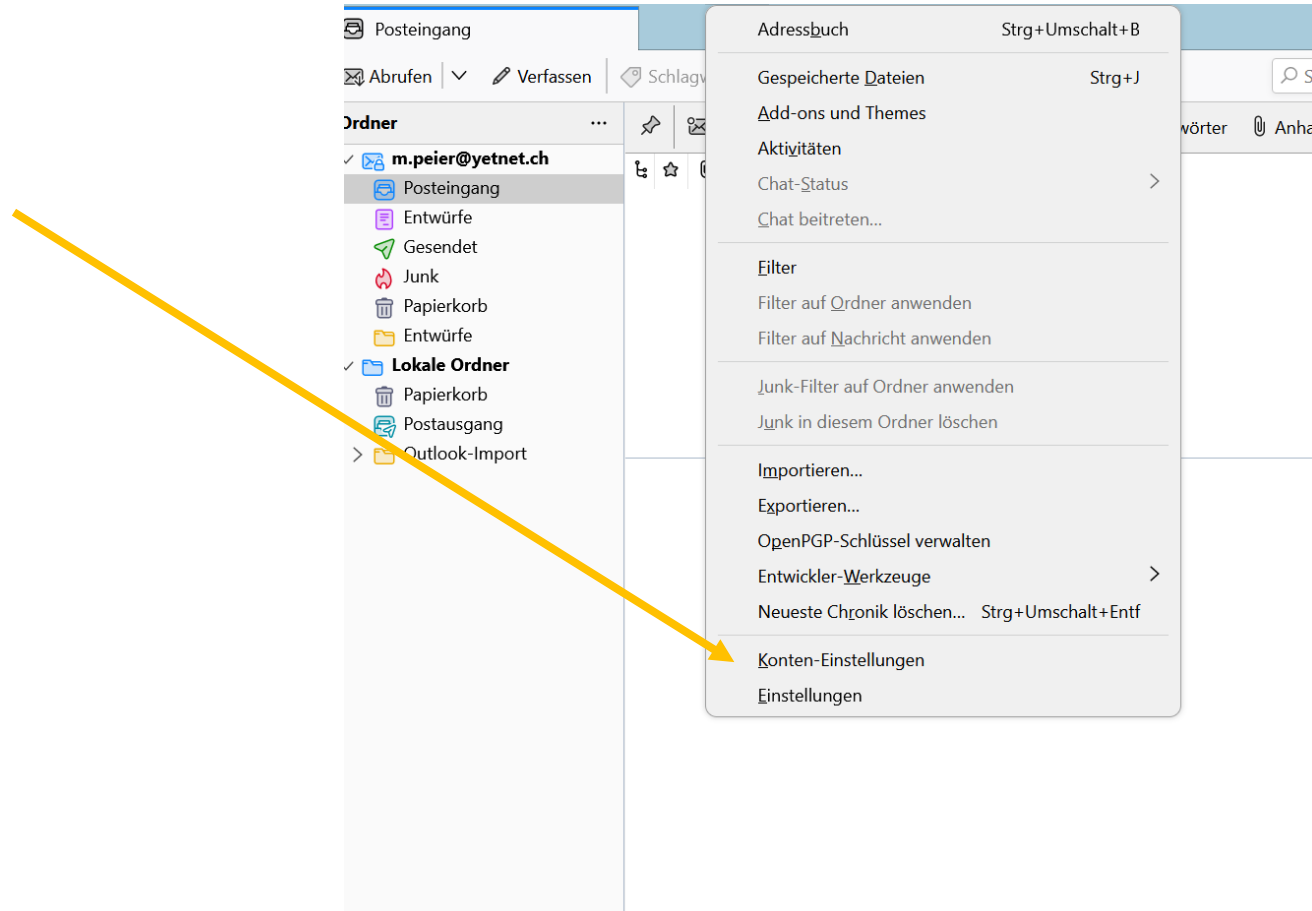 Posteingang
Abrufen
Verfassen
Ordner
m.peier@yetnet.ch
Posteingang
Entwürfe
Gesendet
Junk
Papierkorb
Entwürfe
Lokale Ordner
Papierkorb
Postausgang
Outlook-Import
Adressbuch Strg+Umschalt+B
Gespeicherte Dateien Strg+J
Add-ons und Themes
Aktivitäten
Chat-Status
Chat beitreten...
Filter
Filter auf Ordner anwenden
Filter auf Nachricht anwenden
Junk-Filter auf Ordner anwenden
Junk in diesem Ordner löschen
Importieren...
Exportieren...
OpenPGP-Schlüssel verwalten
Entwickler-Werkzeuge
Neueste Chronik löschen... Strg+Umschalt+Entf
Konten-Einstellungen
Einstellungen